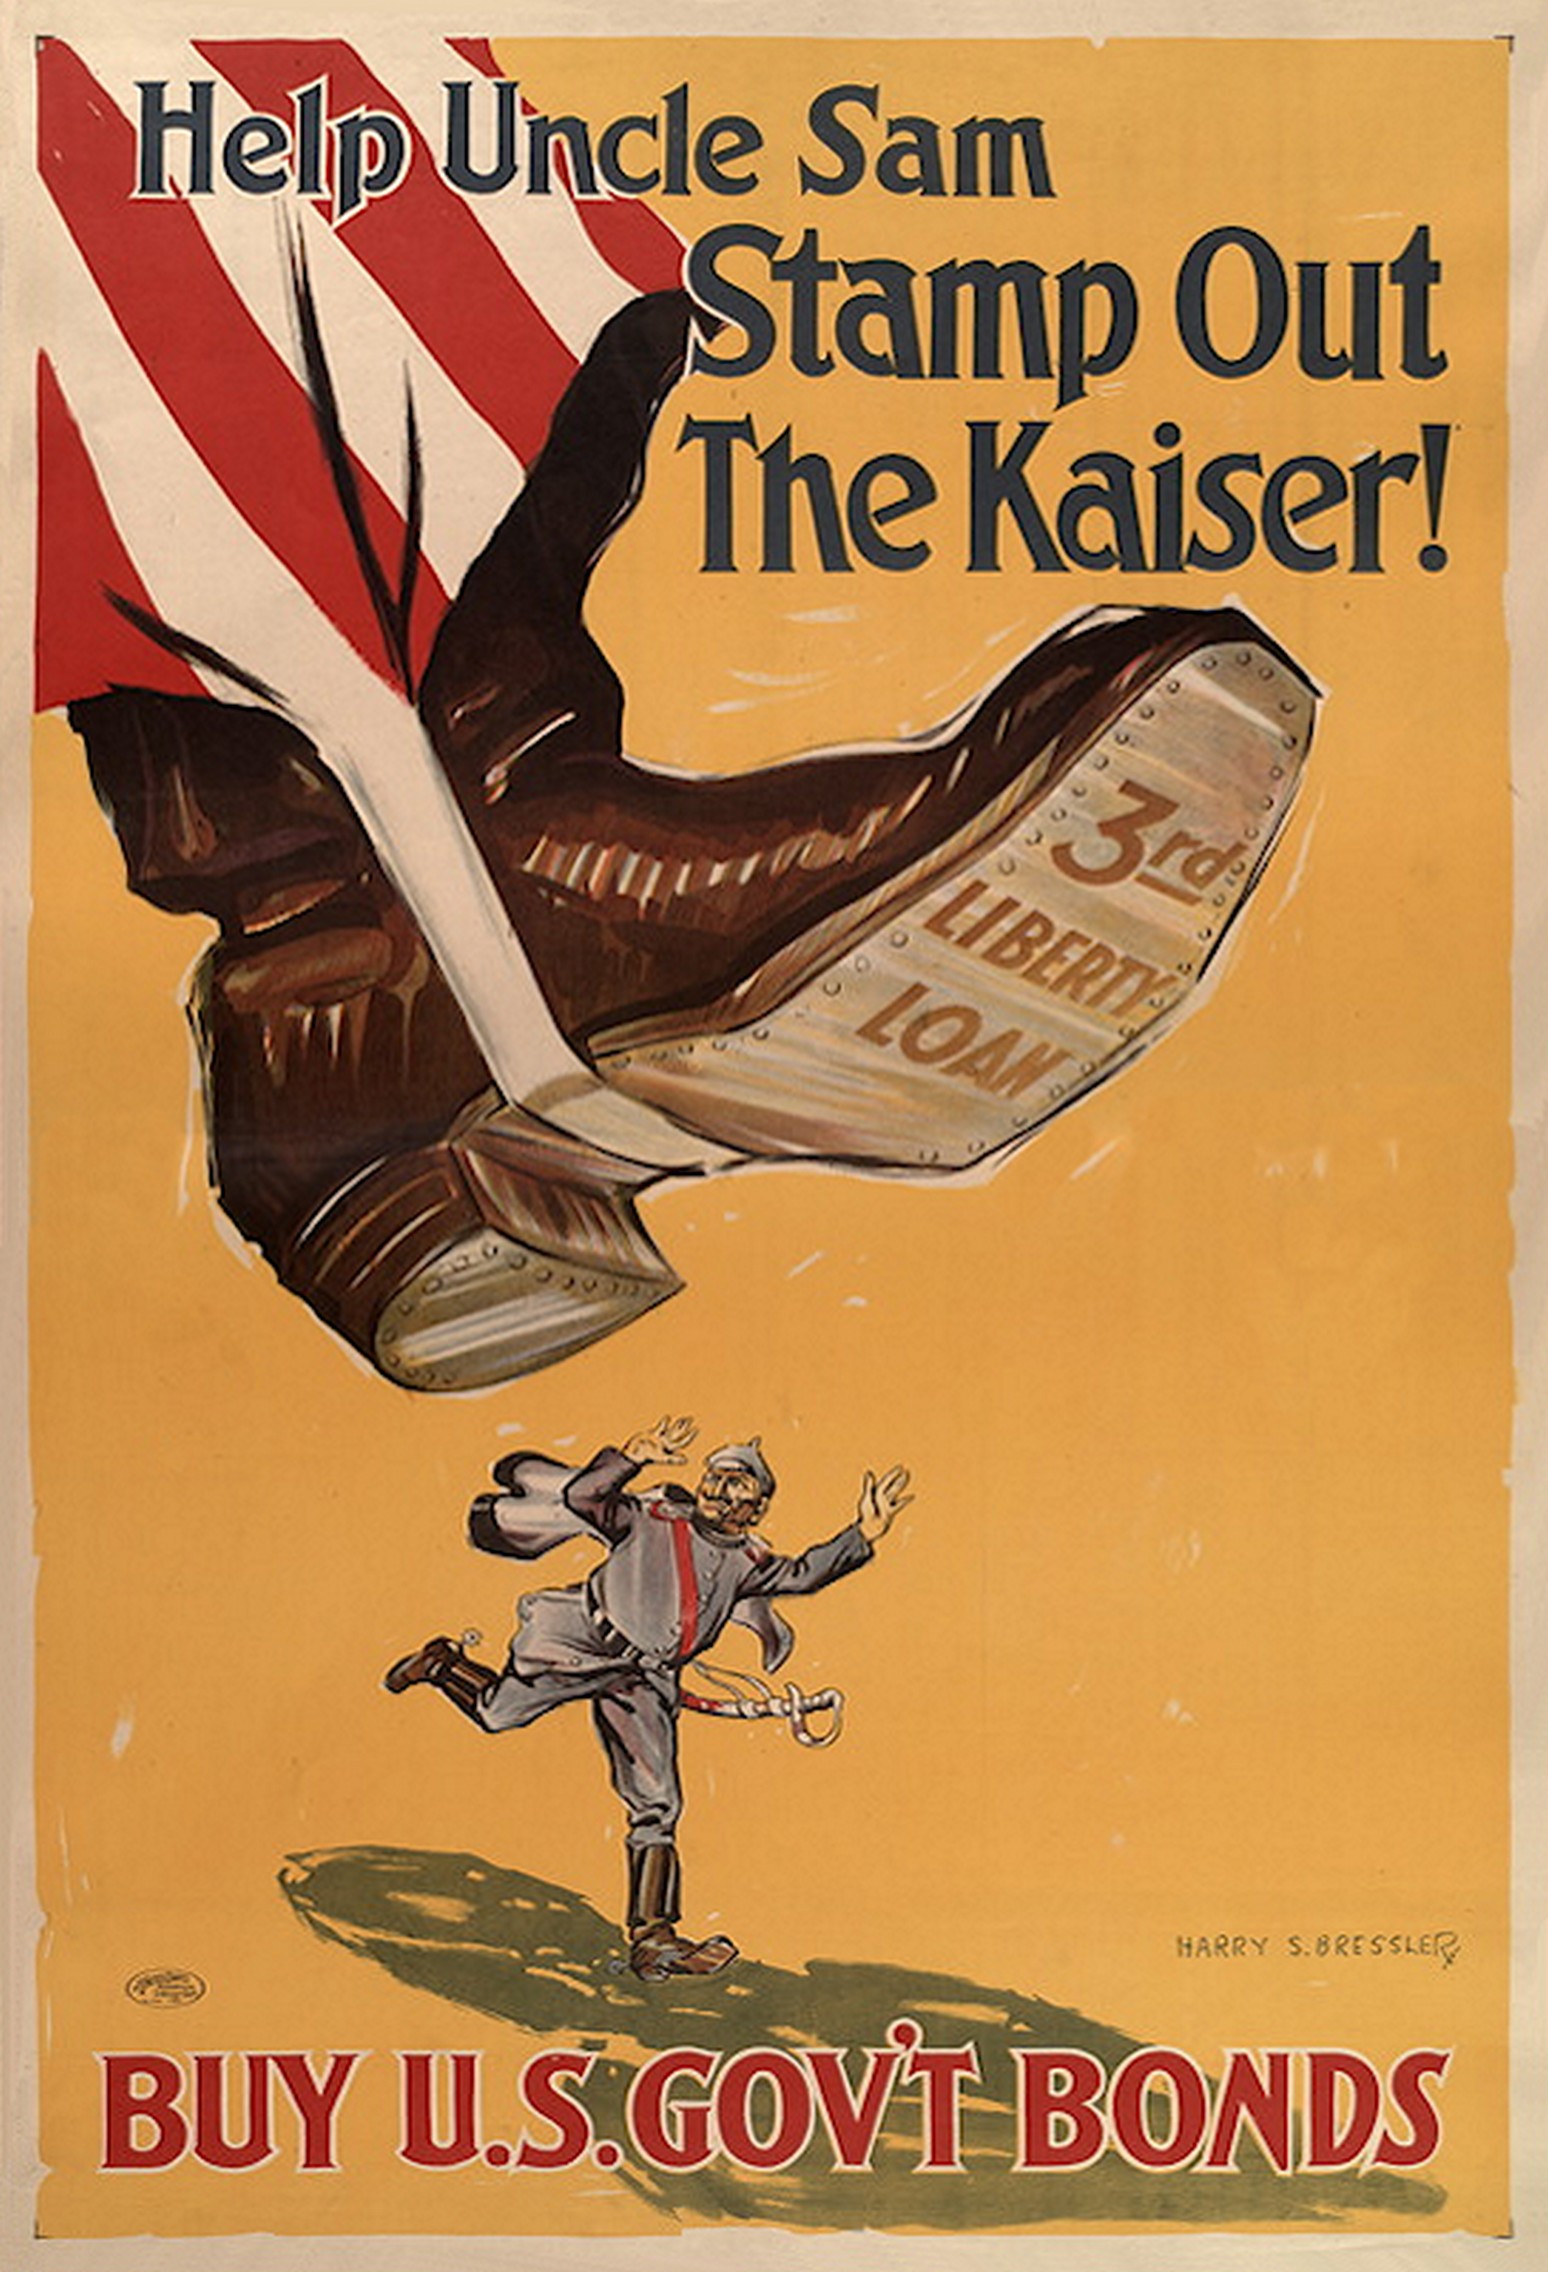 Help Uncle Sam
Stamp Out
The Kaiser!
3rd
LIBERTY
LOAN
HARRY S. BRESSLER
BUY U.S. GOV'T BONDS